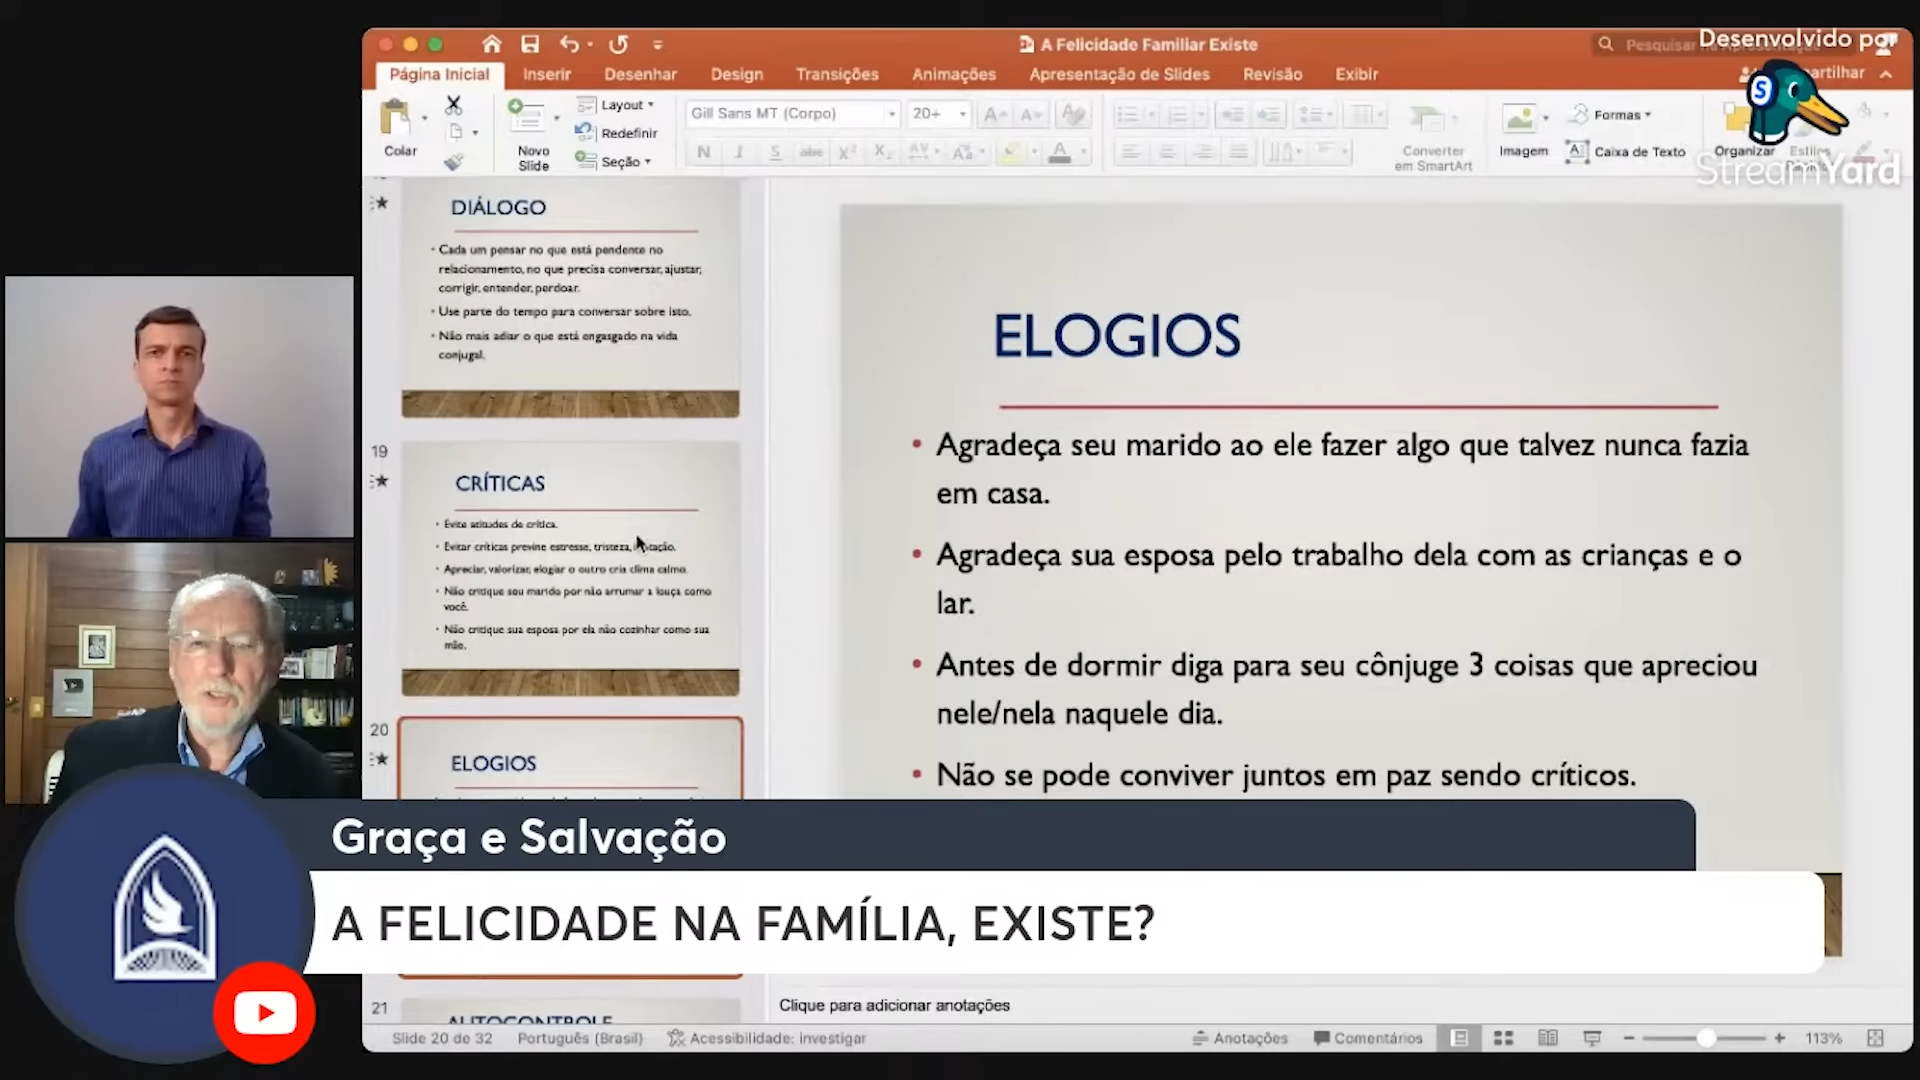 A Felicidade Familiar Existe
Desenvolvido por
StreamYard
Página Inicial Inserir Desenhar Design Transições Animações Apresentação de Slides Revisão Exibir
Colar
Novo
Slide
Layout
Redefinir
Seção
Gill Sans MT (Corpo) 20+
Converter
em SmartArt
Imagem
Formas
Caixa de Texto
Organizar
DIÁLOGO
• Cada um pensar no que está pendente no
relacionamento, no que precisa conversar, ajustar,
corrigir, entender, perdoar.
• Use parte do tempo para conversar sobre isto.
• Não mais adiar o que está engasgado na vida
conjugal.
19
CRÍTICAS
• Evite atitudes de crítica.
• Evitar críticas previne estresse, tristeza,
• Apreciar, valorizar, elogiar o outro cria clima calmo.
• Não critique seu marido por não arrumar a louça como
você.
• Não critique sua esposa por ela não cozinhar como sua
mãe.
20
ELOGIOS
21
AUTOCONTROLE
ELOGIOS
• Agradeça seu marido ao ele fazer algo que talvez nunca fazia
em casa.
• Agradeça sua esposa pelo trabalho dela com as crianças e o
lar.
• Antes de dormir diga para seu cônjuge 3 coisas que apreciou
nele/nela naquele dia.
• Não se pode conviver juntos em paz sendo críticos.
Graça e Salvação
A FELICIDADE NA FAMÍLIA, EXISTE?
Clique para adicionar anotações
Slide 20 de 32 Português (Brasil) Acessibilidade: investigar Anotações Comentários 113%